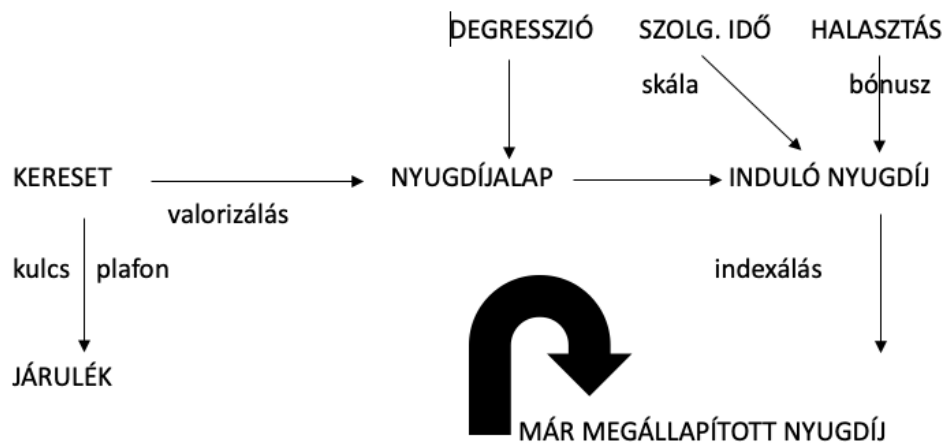 DEGRESSZIÓ SZOLG. IDŐ HALASZTÁS
skála bónusz
KERESET NYUGDÍJALAP INDULÓ NYUGDÍJ
valorizálás
kulcs plafon indexálás
JÁRULÉK
MÁR MEGÁLLAPÍTOTT NYUGDÍJ